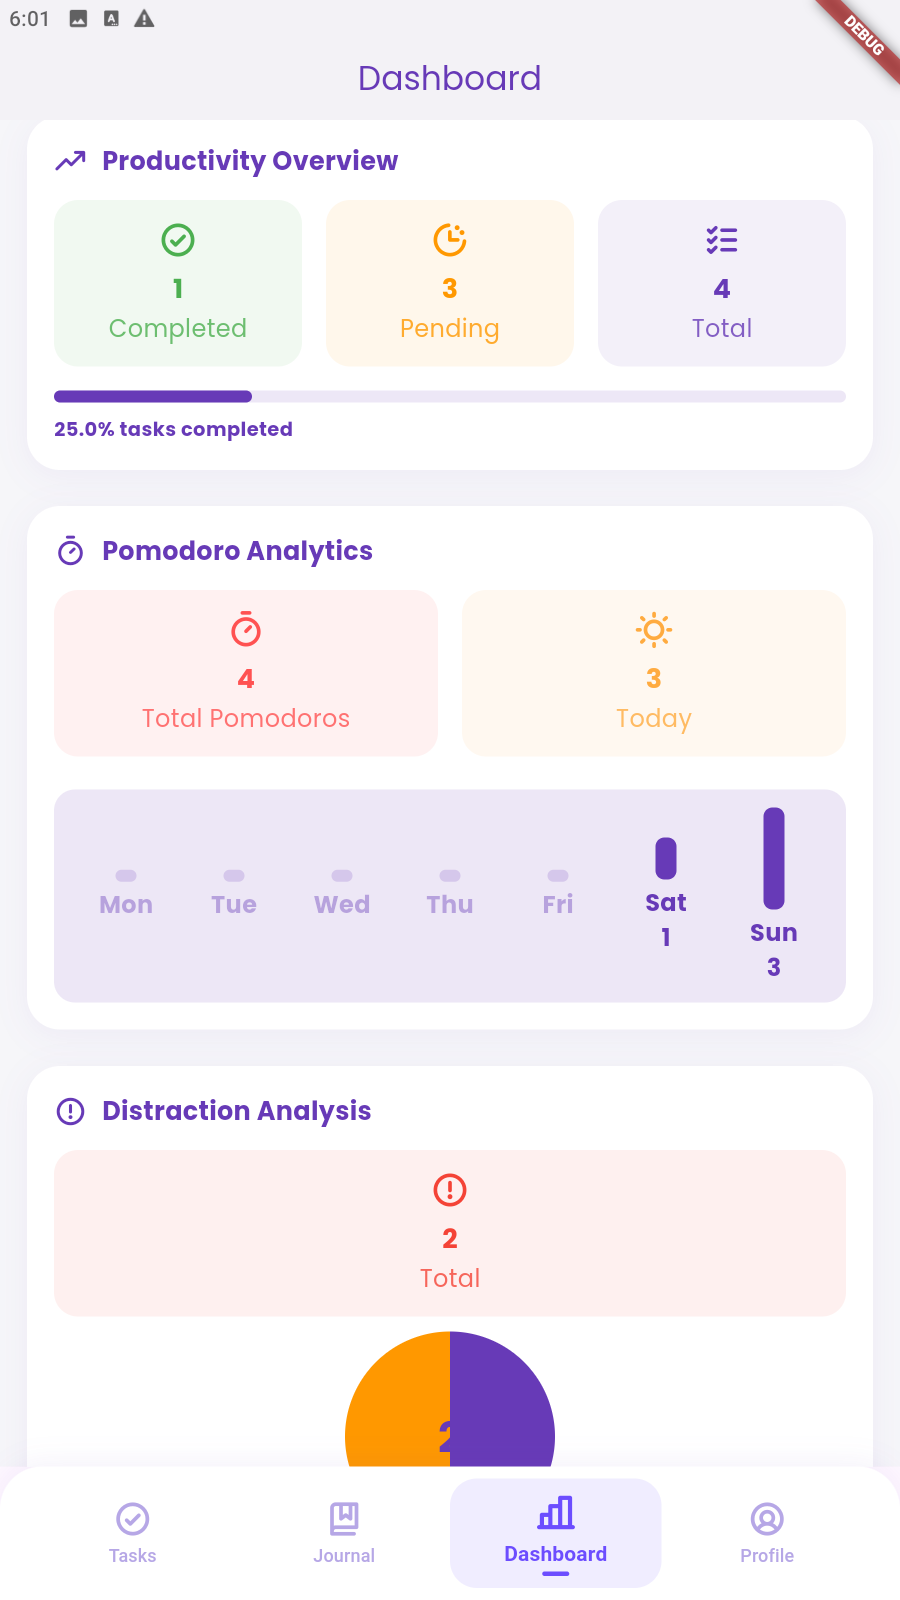 6:01
DEBUG
Dashboard
Productivity Overview
1
Completed
3
Pending
4
Total
25.0% tasks completed
Pomodoro Analytics
4
Total Pomodoros
3
Today
Mon
Tue
Wed
Thu
Fri
Sat
1
Sun
3
Distraction Analysis
2
Total
2
Tasks
Journal
Dashboard
Profile